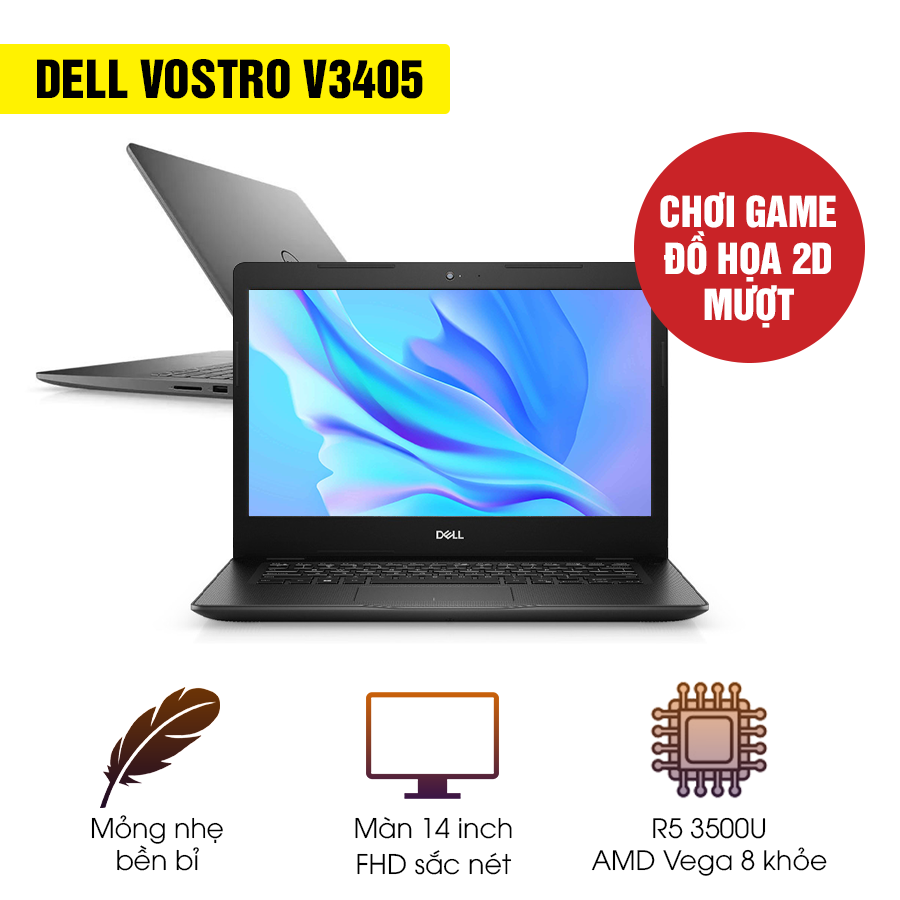 DELL VOSTRO V3405
CHƠI GAME
ĐỒ HỌA 2D
MƯỢT
DELL
Mỏng nhẹ
bền bỉ
Màn 14 inch
FHD sắc nét
R5 3500U
AMD Vega 8 khỏe